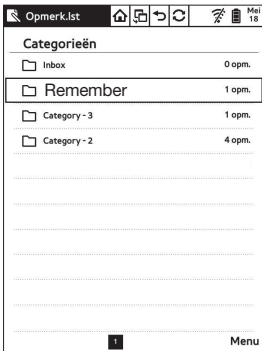 Opmerk.lst
Mei 18
Categorieën
Inbox 0 opm.
Remember 1 opm.
Category - 3 1 opm.
Category - 2 4 opm.
1 Menu